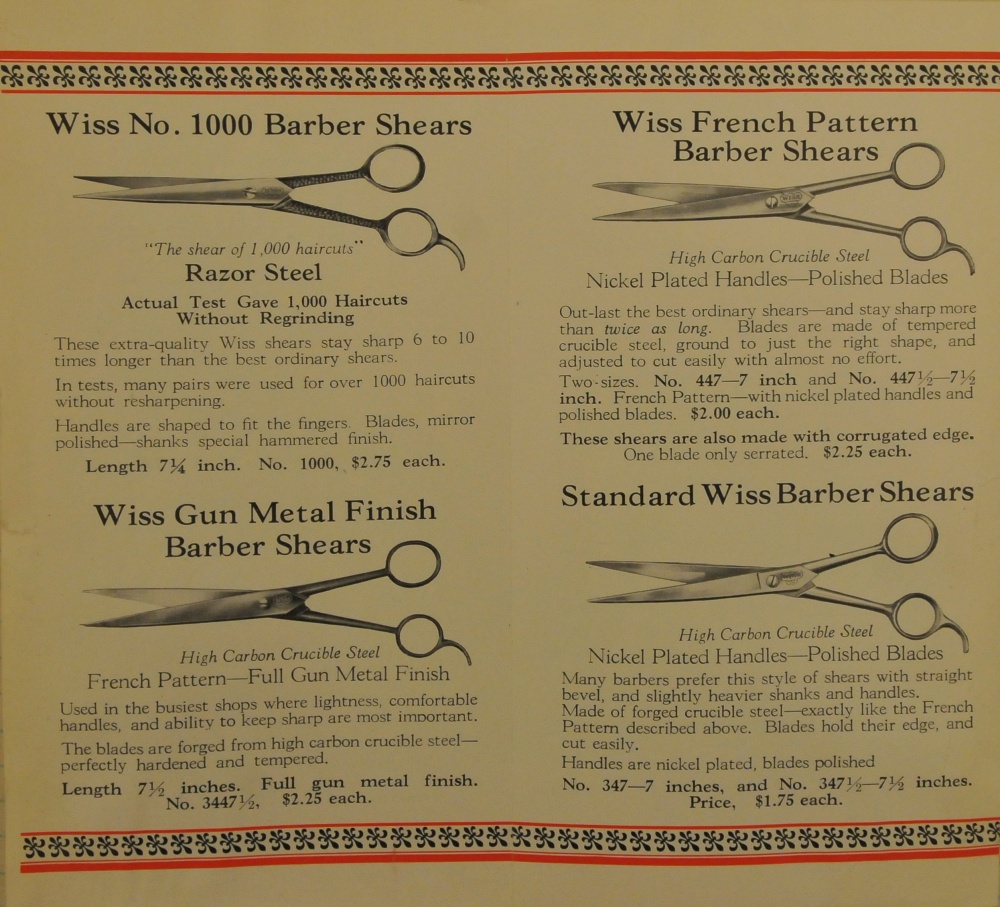 Wiss No. 1000 Barber Shears
"The shear of 1,000 haircuts"
Razor Steel
Actual Test Gave 1,000 Haircuts
Without Regrinding
These extra-quality Wiss shears stay sharp 6 to 10
times longer than the best ordinary shears.
In tests, many pairs were used for over 1000 haircuts
without resharpening.
Handles are shaped to fit the fingers. Blades, mirror
polished—shanks special hammered finish.
Length 7¼ inch. No. 1000, $2.75 each.
Wiss Gun Metal Finish
Barber Shears
High Carbon Crucible Steel
French Pattern—Full Gun Metal Finish
Used in the busiest shops where lightness, comfortable
handles, and ability to keep sharp are most important.
The blades are forged from high carbon crucible steel—
perfectly hardened and tempered.
Length 7½ inches. Full gun metal finish.
No. 3447½, $2.25 each.
Wiss French Pattern
Barber Shears
High Carbon Crucible Steel
Nickel Plated Handles—Polished Blades
Out-last the best ordinary shears—and stay sharp more
than twice as long. Blades are made of tempered
crucible steel, ground to just the right shape, and
adjusted to cut easily with almost no effort.
Two sizes. No. 447—7 inch and No. 447½—7½
inch. French Pattern—with nickel plated handles and
polished blades. $2.00 each.
These shears are also made with corrugated edge.
One blade only serrated. $2.25 each.
Standard Wiss Barber Shears
High Carbon Crucible Steel
Nickel Plated Handles—Polished Blades
Many barbers prefer this style of shears with straight
bevel, and slightly heavier shanks and handles.
Made of forged crucible steel—exactly like the French
Pattern described above. Blades hold their edge, and
cut easily.
Handles are nickel plated, blades polished
No. 347—7 inches, and No. 347½—7½ inches.
Price, $1.75 each.